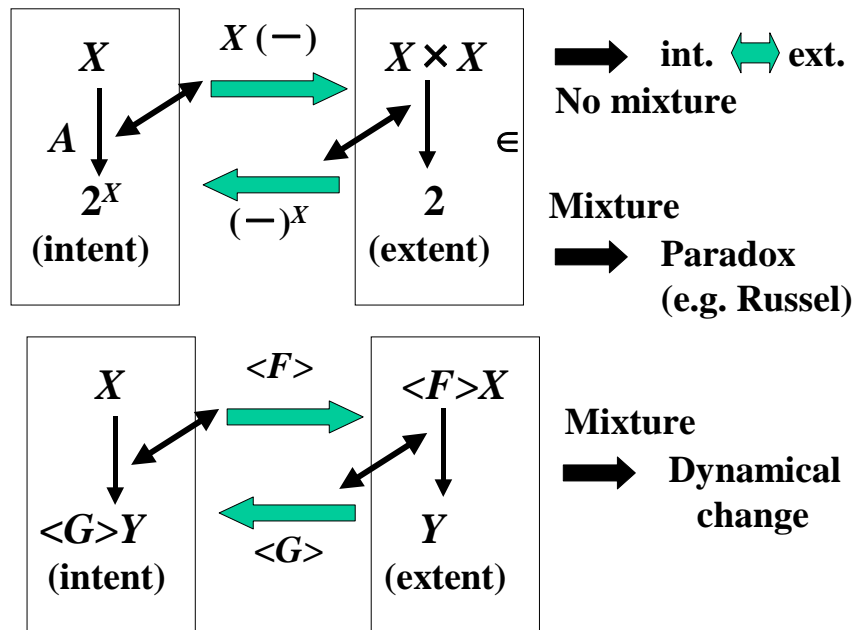 X (—)
X
X × X
int. ext.
No mixture
A
∈
2^X
(—)^X
2
(intent)
(extent)
Mixture
Paradox
(e.g. Russel)
<F>
X
<F>X
Mixture
Dynamical
change
<G>Y
<G>
Y
(intent)
(extent)